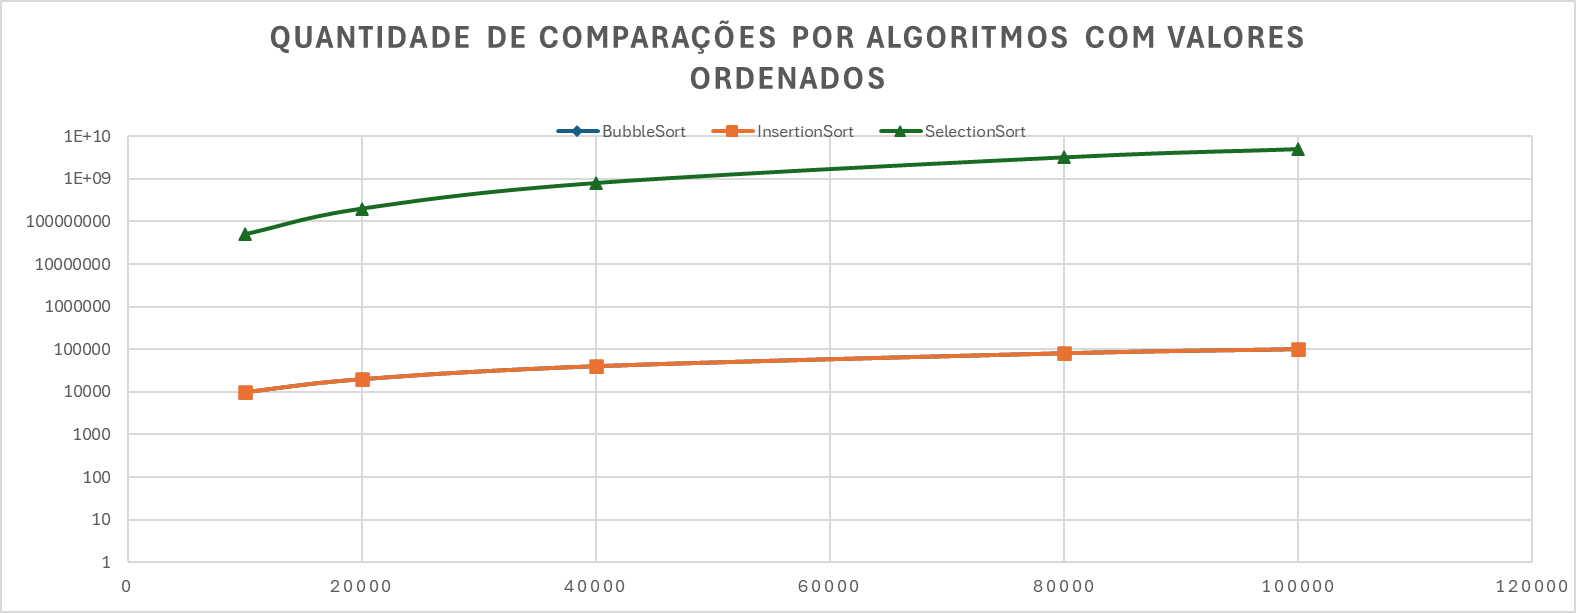 QUANTIDADE DE COMPARAÇÕES POR ALGORITMOS COM VALORES
ORDENADOS
BubbleSort InsertionSort SelectionSort
1E+10
1E+09
100000000
10000000
1000000
100000
10000
1000
100
10
1
0 20000 40000 60000 80000 100000 120000